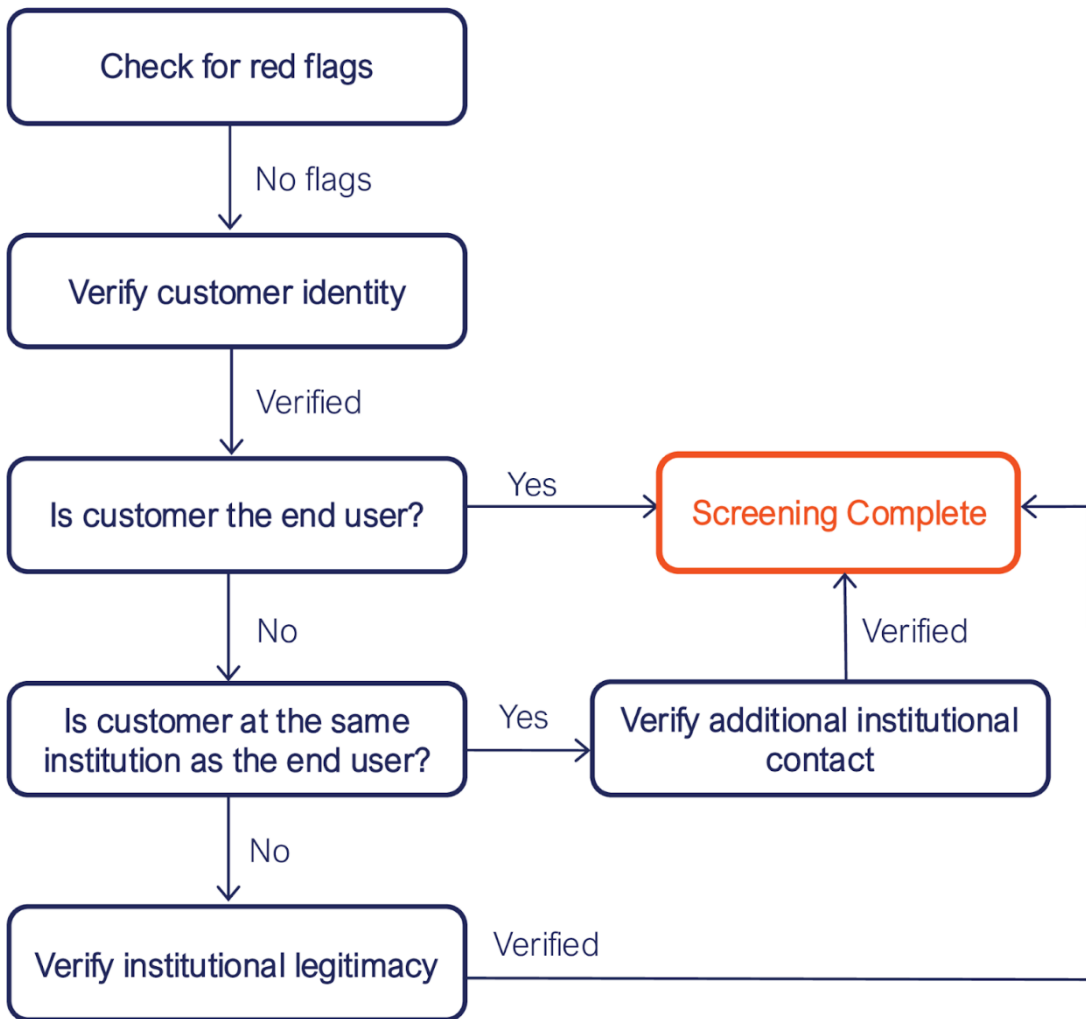 Check for red flags
No flags
Verify customer identity
Verified
Is customer the end user?
Yes
Screening Complete
No
Verified
Is customer at the same
institution as the end user?
Yes
Verify additional institutional
contact
No
Verify institutional legitimacy
Verified